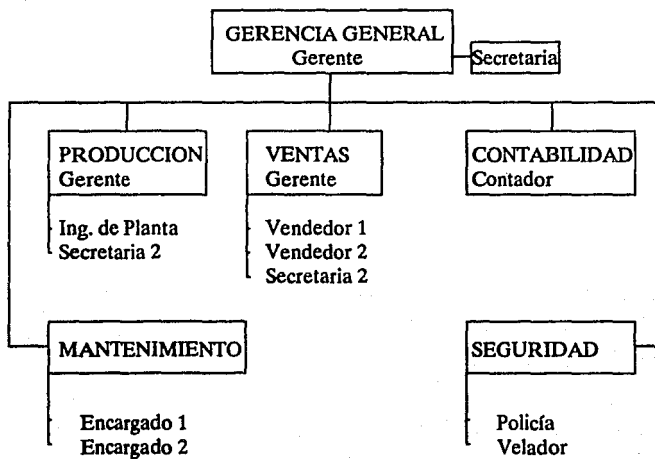 GERENCIA GENERAL
Gerente
Secretaria
PRODUCCION
Gerente
Ing. de Planta
Secretaria 2
VENTAS
Gerente
Vendedor 1
Vendedor 2
Secretaria 2
CONTABILIDAD
Contador
MANTENIMIENTO
Encargado 1
Encargado 2
SEGURIDAD
Policía
Velador